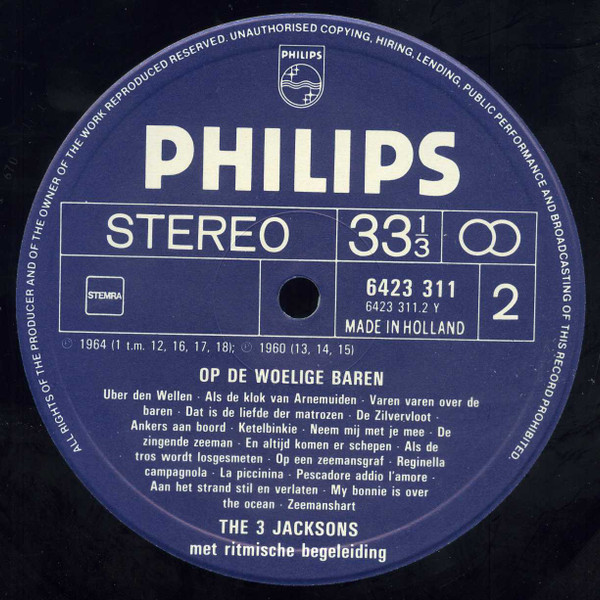 ALL RIGHTS OF THE PRODUCER AND OF THE OWNER OF THE WORK REPRODUCED RESERVED. UNAUTHORISED COPYING, HIRING, LENDING, PUBLIC PERFORMANCE AND BROADCASTING OF THIS RECORD PROHIBITED.
PHILIPS
PHILIPS
STEREO
33 1/3
STEMRA
6423 311
6423 311.2 Y
MADE IN HOLLAND
2
℗ 1964 (1 t.m. 12, 16, 17, 18); ℗ 1960 (13, 14, 15)
OP DE WOELIGE BAREN
Uber den Wellen · Als de klok van Arnemuiden · Varen varen over de
baren · Dat is de liefde der matrozen · De Zilvervloot ·
Ankers aan boord · Ketelbinkie · Neem mij met je mee · De
zingende zeeman · En altijd komen er schepen · Als de
tros wordt losgesmeten · Op een zeemansgraf · Reginella
campagnola · La piccinina · Pescadore addio l'amore ·
Aan het strand stil en verlaten · My bonnie is over
the ocean · Zeemanshart
THE 3 JACKSONS
met ritmische begeleiding